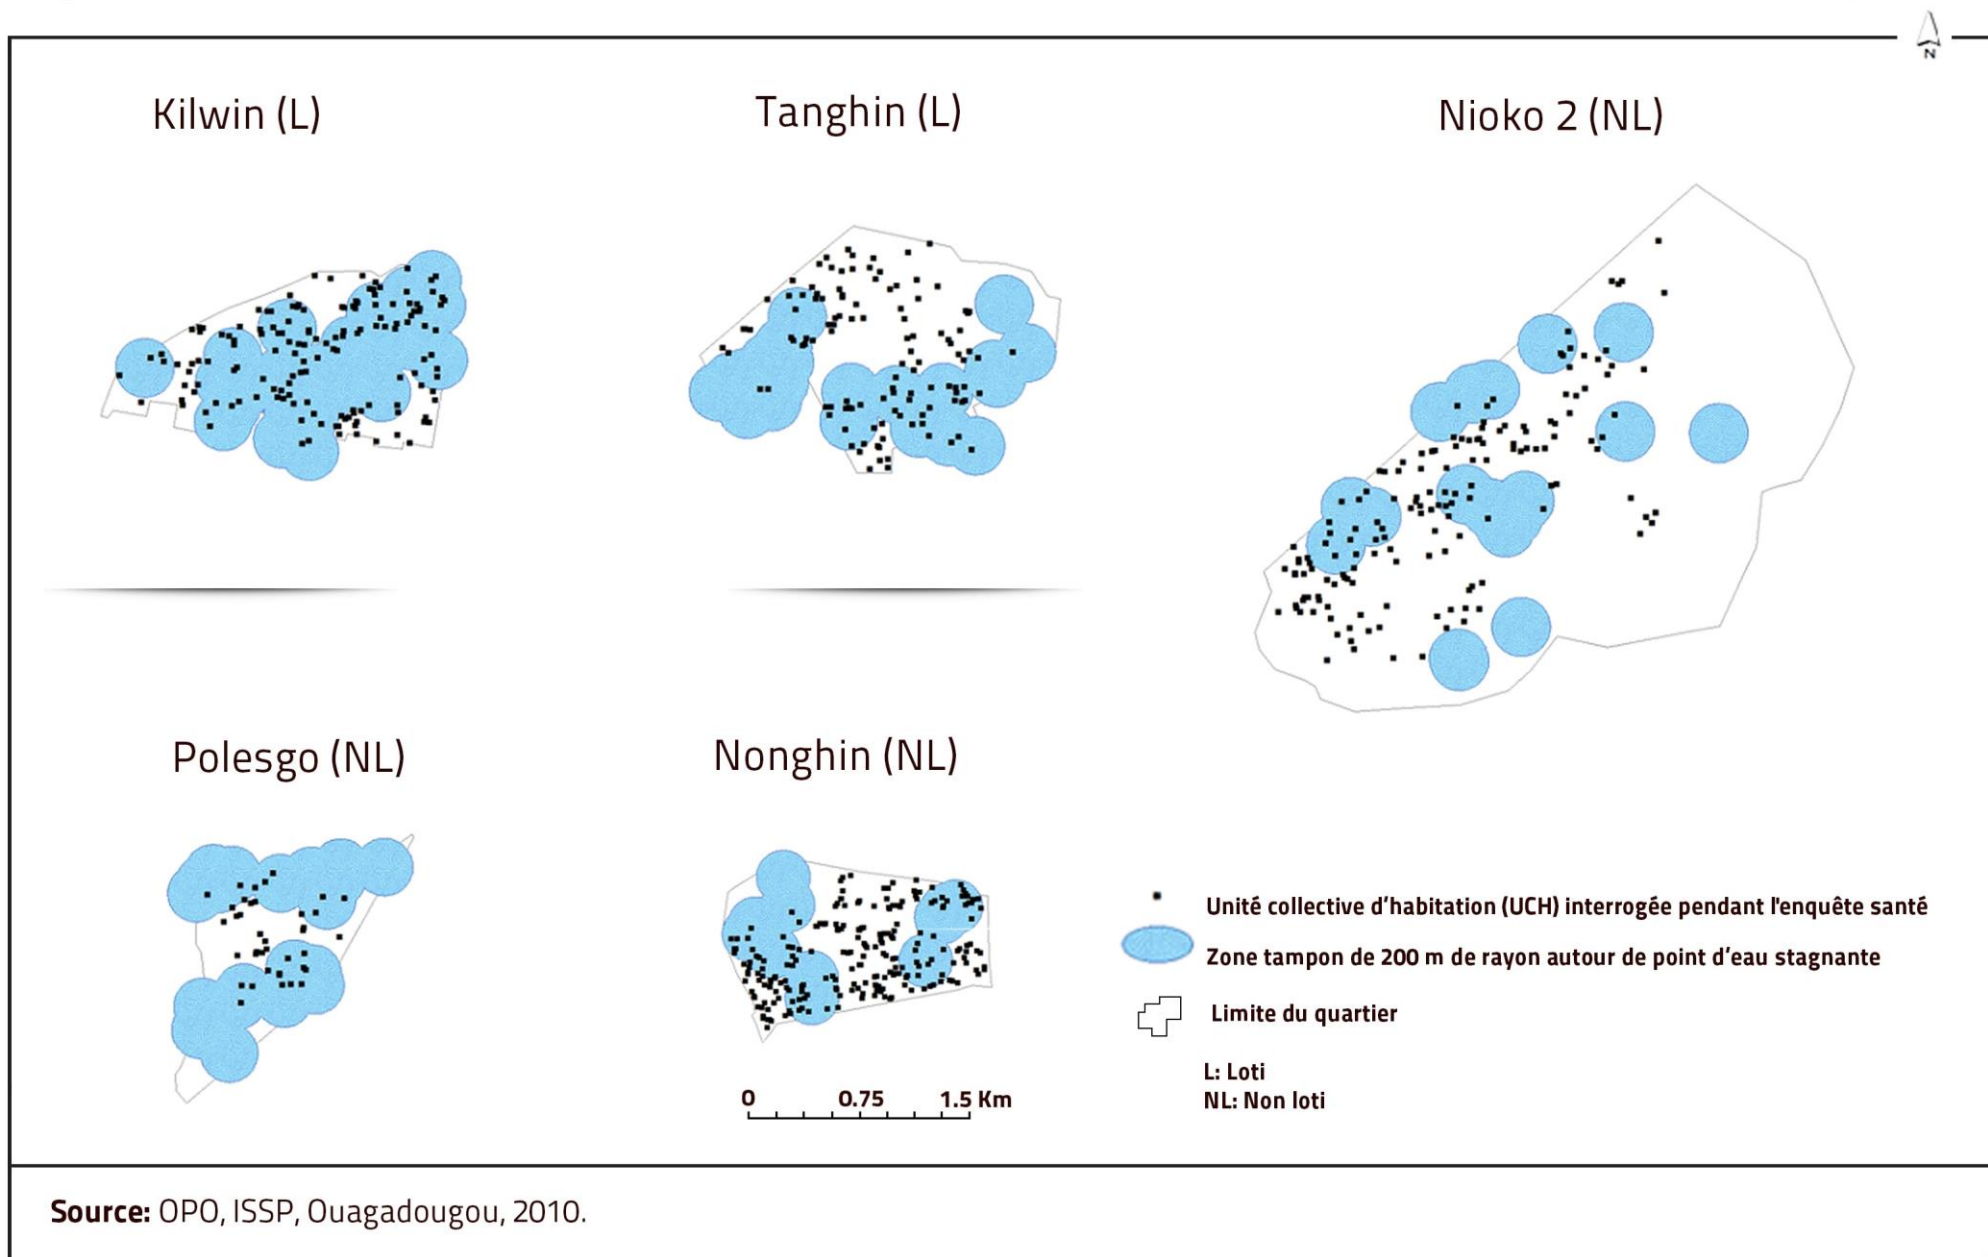 N
Kilwin (L)
Tanghin (L)
Nioko 2 (NL)
Polesgo (NL)
Nonghin (NL)
Unité collective d'habitation (UCH) interrogée pendant l'enquête santé
Zone tampon de 200 m de rayon autour de point d'eau stagnante
Limite du quartier
L: Loti
NL: Non loti
0 0.75 1.5 Km
Source: OPO, ISSP, Ouagadougou, 2010.